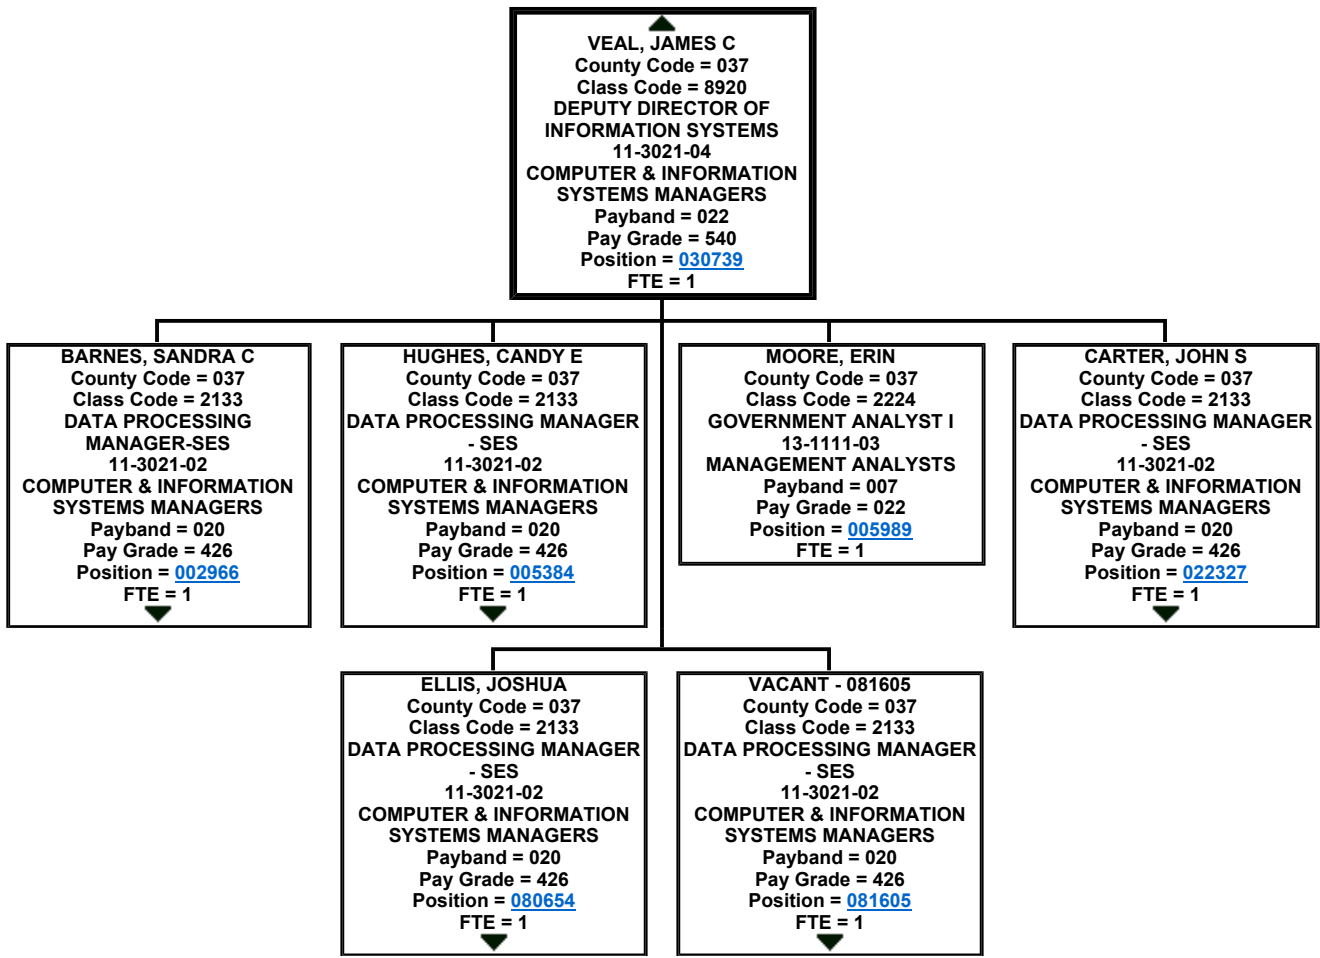 VEAL, JAMES C
County Code = 037
Class Code = 8920
DEPUTY DIRECTOR OF
INFORMATION SYSTEMS
11-3021-04
COMPUTER & INFORMATION
SYSTEMS MANAGERS
Payband = 022
Pay Grade = 540
Position = 030739
FTE = 1
BARNES, SANDRA C
County Code = 037
Class Code = 2133
DATA PROCESSING
MANAGER-SES
11-3021-02
COMPUTER & INFORMATION
SYSTEMS MANAGERS
Payband = 020
Pay Grade = 426
Position = 002966
FTE = 1
HUGHES, CANDY E
County Code = 037
Class Code = 2133
DATA PROCESSING MANAGER
- SES
11-3021-02
COMPUTER & INFORMATION
SYSTEMS MANAGERS
Payband = 020
Pay Grade = 426
Position = 005384
FTE = 1
MOORE, ERIN
County Code = 037
Class Code = 2224
GOVERNMENT ANALYST I
13-1111-03
MANAGEMENT ANALYSTS
Payband = 007
Pay Grade = 022
Position = 005989
FTE = 1
CARTER, JOHN S
County Code = 037
Class Code = 2133
DATA PROCESSING MANAGER
- SES
11-3021-02
COMPUTER & INFORMATION
SYSTEMS MANAGERS
Payband = 020
Pay Grade = 426
Position = 022327
FTE = 1
ELLIS, JOSHUA
County Code = 037
Class Code = 2133
DATA PROCESSING MANAGER
- SES
11-3021-02
COMPUTER & INFORMATION
SYSTEMS MANAGERS
Payband = 020
Pay Grade = 426
Position = 080654
FTE = 1
VACANT - 081605
County Code = 037
Class Code = 2133
DATA PROCESSING MANAGER
- SES
11-3021-02
COMPUTER & INFORMATION
SYSTEMS MANAGERS
Payband = 020
Pay Grade = 426
Position = 081605
FTE = 1